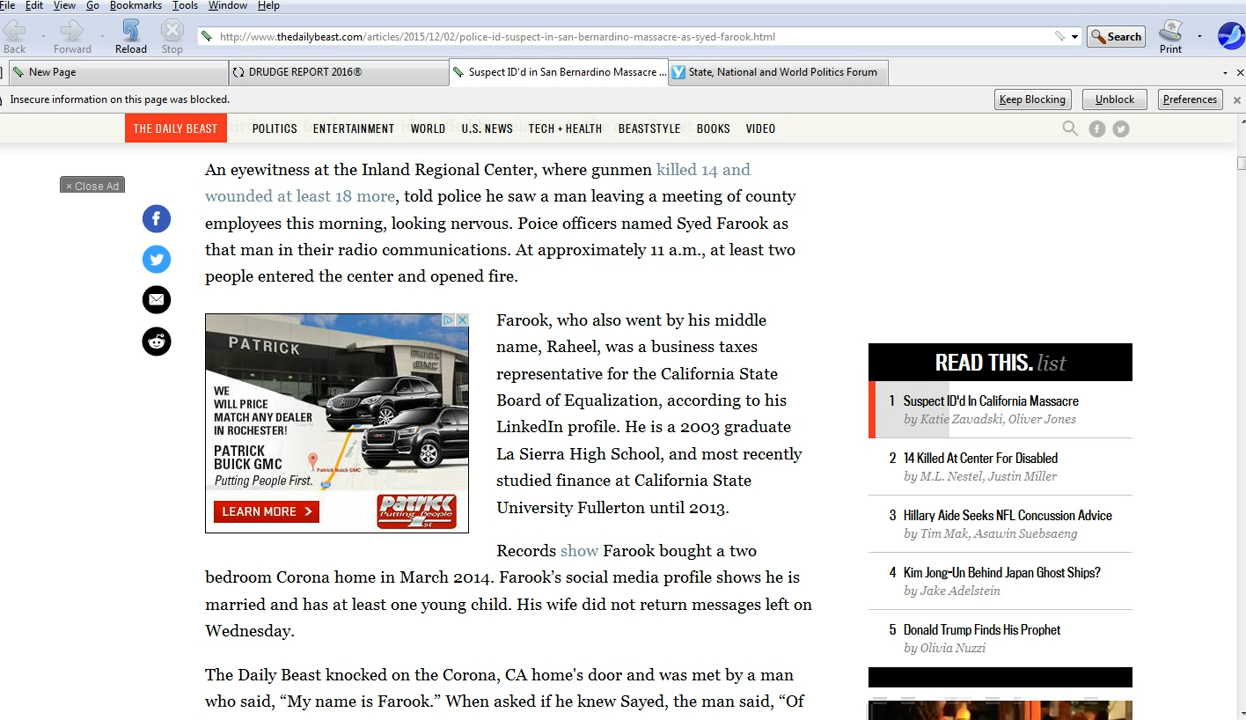 File Edit View Go Bookmarks Tools Window Help
Back Forward Reload Stop http://www.thedailybeast.com/articles/2015/12/02/police-id-suspect-in-san-bernardino-massacre-as-syed-farook.html Search Print
New Page DRUDGE REPORT 2016® Suspect ID'd in San Bernardino Massacre ... State, National and World Politics Forum
Insecure information on this page was blocked. Keep Blocking Unblock Preferences
THE DAILY BEAST POLITICS ENTERTAINMENT WORLD U.S. NEWS TECH + HEALTH BEASTSTYLE BOOKS VIDEO
An eyewitness at the Inland Regional Center, where gunmen killed 14 and
wounded at least 18 more, told police he saw a man leaving a meeting of county
employees this morning, looking nervous. Poice officers named Syed Farook as
that man in their radio communications. At approximately 11 a.m., at least two
people entered the center and opened fire.
× Close Ad
PATRICK
GMC
WE
WILL PRICE
MATCH ANY DEALER
IN ROCHESTER!
PATRICK
BUICK GMC
Putting People First.
Patrick Buick GMC
LEARN MORE >
PATRICK
Putting People 1st
Farook, who also went by his middle
name, Raheel, was a business taxes
representative for the California State
Board of Equalization, according to his
LinkedIn profile. He is a 2003 graduate
La Sierra High School, and most recently
studied finance at California State
University Fullerton until 2013.
Records show Farook bought a two
bedroom Corona home in March 2014. Farook’s social media profile shows he is
married and has at least one young child. His wife did not return messages left on
Wednesday.
The Daily Beast knocked on the Corona, CA home's door and was met by a man
who said, “My name is Farook.” When asked if he knew Sayed, the man said, “Of
READ THIS. list
1 Suspect ID'd In California Massacre
by Katie Zavadski, Oliver Jones
2 14 Killed At Center For Disabled
by M.L. Nestel, Justin Miller
3 Hillary Aide Seeks NFL Concussion Advice
by Tim Mak, Asawin Suebsaeng
4 Kim Jong-Un Behind Japan Ghost Ships?
by Jake Adelstein
5 Donald Trump Finds His Prophet
by Olivia Nuzzi